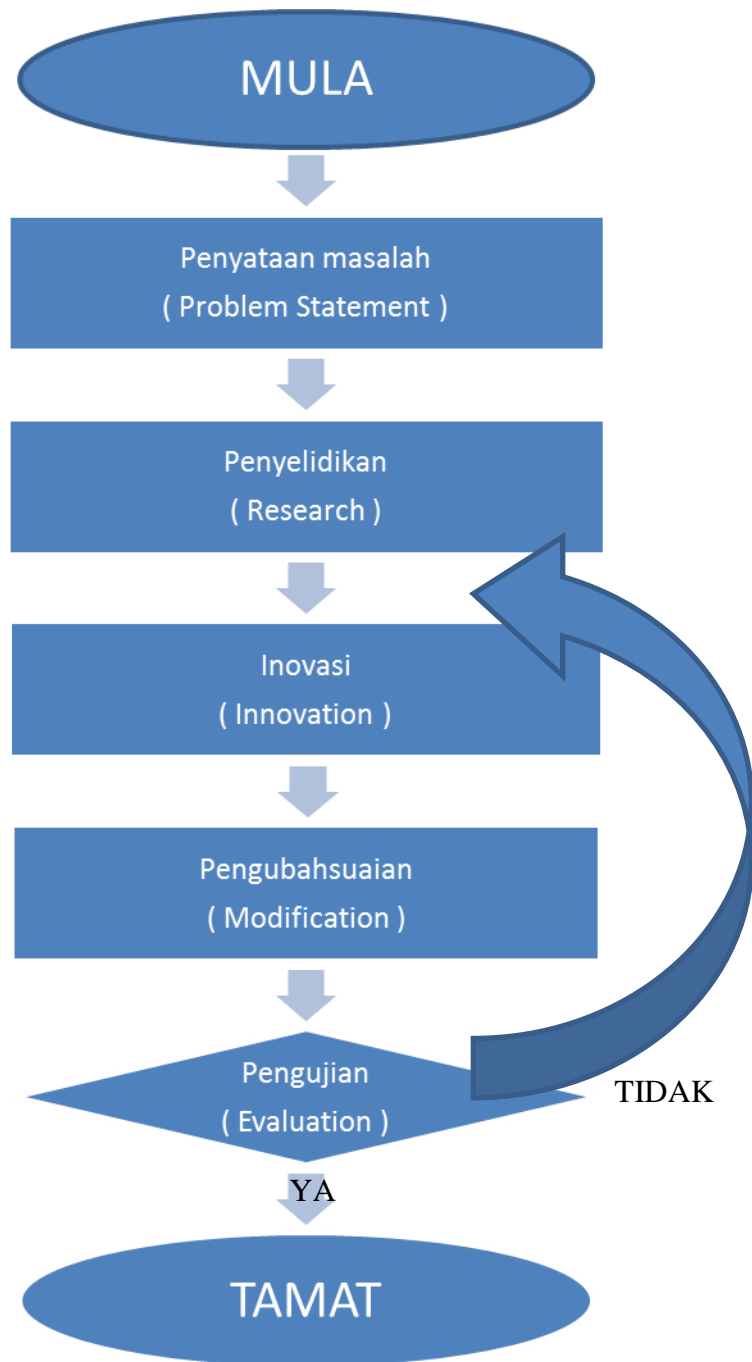 MULA
Penyataan masalah
( Problem Statement )
Penyelidikan
( Research )
Inovasi
( Innovation )
Pengubahsuaian
( Modification )
Pengujian
( Evaluation )
TIDAK
YA
TAMAT